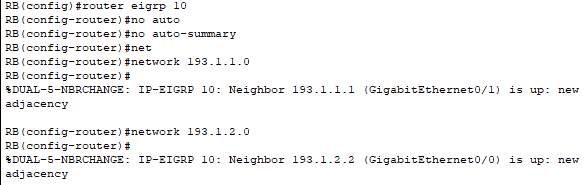 RB(config)#router eigrp 10
RB(config-router)#no auto
RB(config-router)#no auto-summary
RB(config-router)#net
RB(config-router)#network 193.1.1.0
RB(config-router)#
%DUAL-5-NBRCHANGE: IP-EIGRP 10: Neighbor 193.1.1.1 (GigabitEthernet0/1) is up: new
adjacency
RB(config-router)#network 193.1.2.0
RB(config-router)#
%DUAL-5-NBRCHANGE: IP-EIGRP 10: Neighbor 193.1.2.2 (GigabitEthernet0/0) is up: new
adjacency